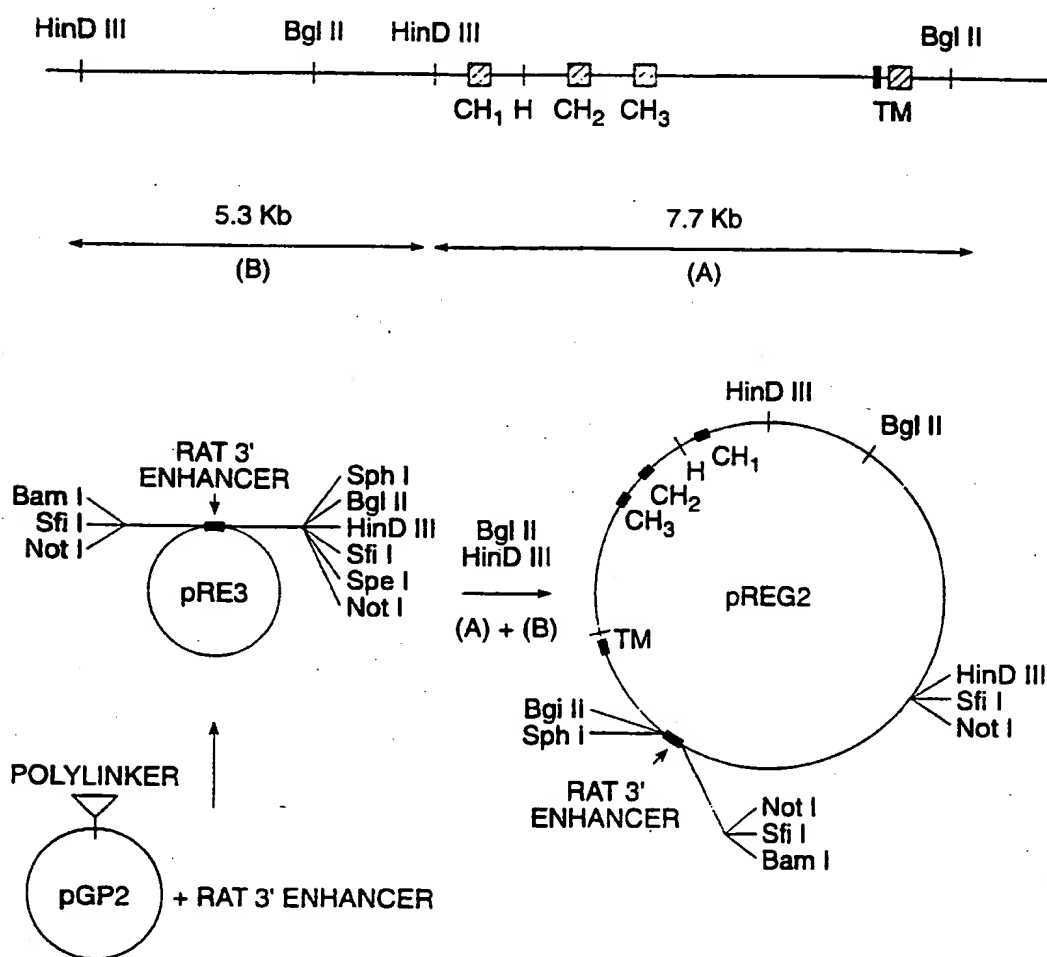 HinD III Bgl II HinD III Bgl II
CH1 H CH2 CH3 TM
5.3 Kb 7.7 Kb
(B) (A)
RAT 3'
ENHANCER
Bam I
Sfi I
Not I
Sph I
Bgl II
HinD III
Sfi I
Spe I
Not I
pRE3
Bgl II
HinD III
(A) + (B)
HinD III
Bgl II
CH1
H
CH2
CH3
pREG2
TM
HinD III
Sfi I
Not I
Bgi II
Sph I
RAT 3'
ENHANCER
Not I
Sfi I
Bam I
POLYLINKER
pGP2 + RAT 3' ENHANCER